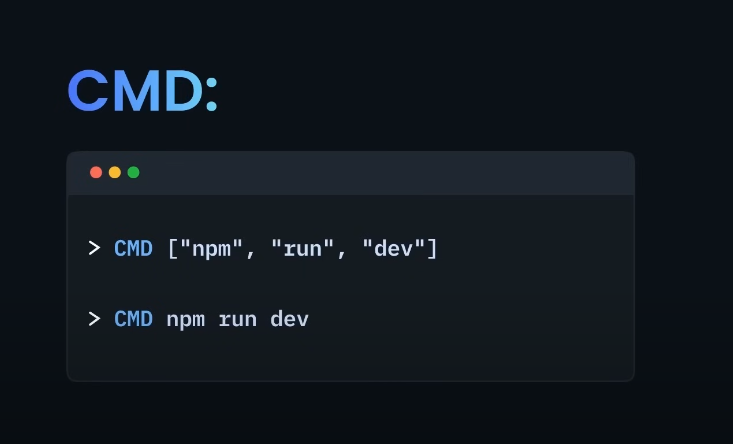 CMD:
> CMD ["npm", "run", "dev"]
> CMD npm run dev